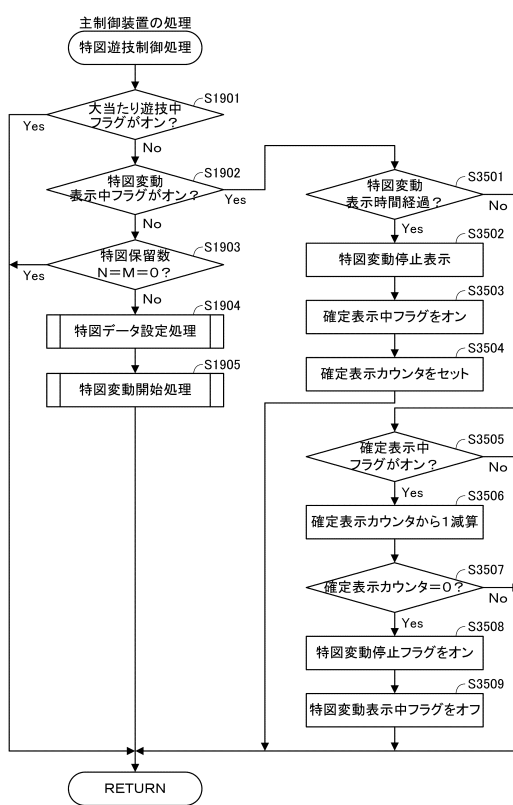 主制御装置の処理
特図遊技制御処理
S1901
大当たり遊技中
フラグがオン?
Yes
No
S1902
特図変動
表示中フラグがオン?
Yes
No
S1903
特図保留数
N=M=0?
Yes
No
S1904
特図データ設定処理
S1905
特図変動開始処理
S3501
特図変動
表示時間経過?
No
Yes
S3502
特図変動停止表示
S3503
確定表示中フラグをオン
S3504
確定表示カウンタをセット
S3505
確定表示中
フラグがオン?
No
Yes
S3506
確定表示カウンタから1減算
S3507
確定表示カウンタ=0?
No
Yes
S3508
特図変動停止フラグをオン
S3509
特図変動表示中フラグをオフ
RETURN